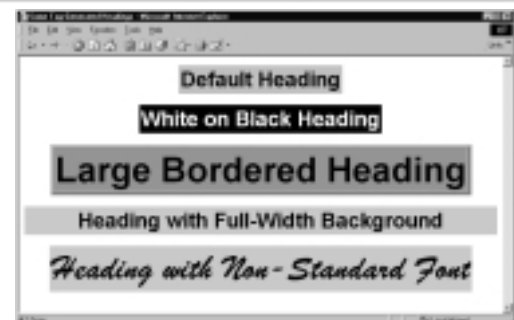 Default Heading
White on Black Heading
Large Bordered Heading
Heading with Full-Width Background
Heading with Non-Standard Font